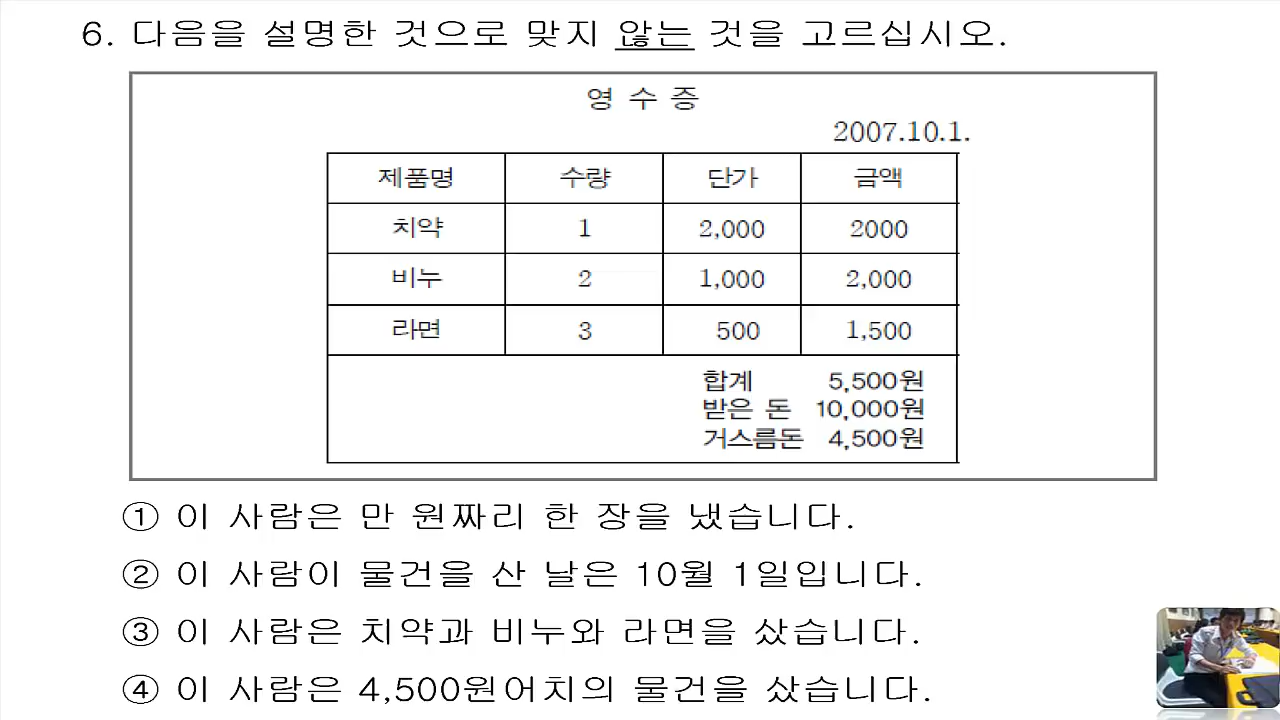 6. 다음을 설명한 것으로 맞지 않는 것을 고르십시오.
영 수 증
2007.10.1.
제품명 수량 단가 금액
치약 1 2,000 2000
비누 2 1,000 2,000
라면 3 500 1,500
합계 5,500원
받은 돈 10,000원
거스름돈 4,500원
① 이 사람은 만 원짜리 한 장을 냈습니다.
② 이 사람이 물건을 산 날은 10월 1일입니다.
③ 이 사람은 치약과 비누와 라면을 샀습니다.
④ 이 사람은 4,500원어치의 물건을 샀습니다.